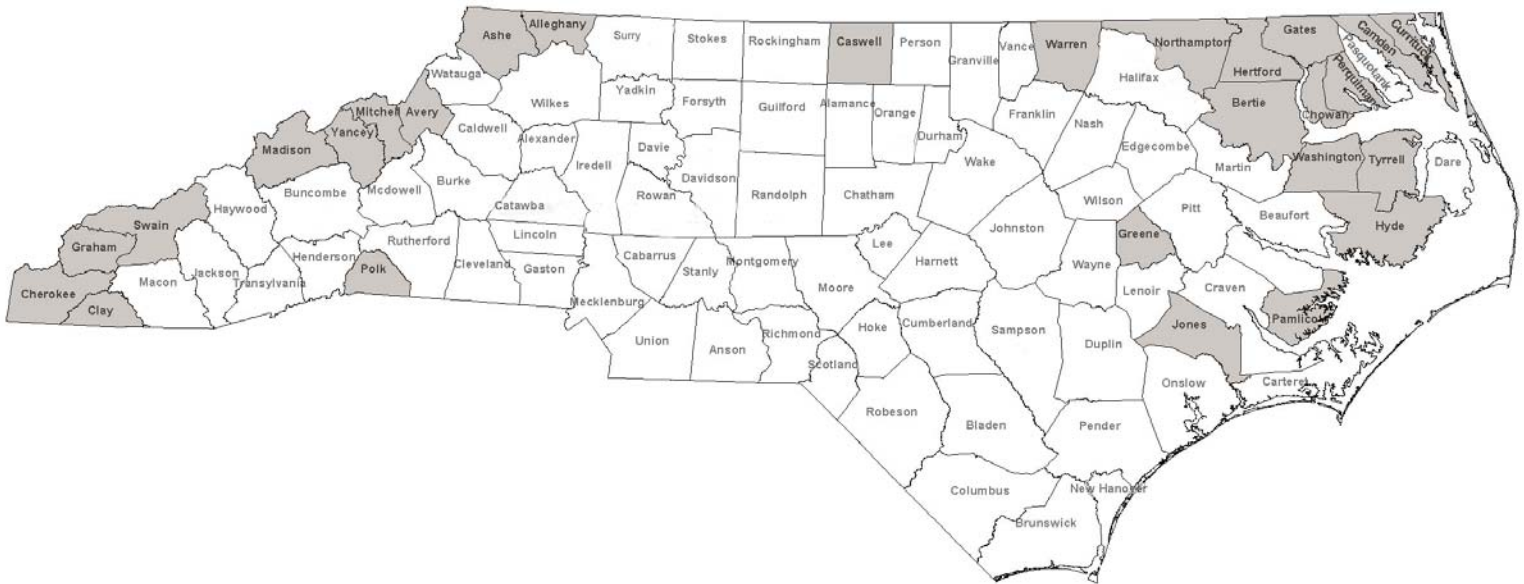 Ashe
Alleghany
Surry
Stokes
Rockingham
Caswell
Person
Granville
Vance
Warren
Northampton
Gates
Camden
Currituck
Pasquotank
Perquimans
Chowan
Hertford
Halifax
Bertie
Watauga
Wilkes
Yadkin
Forsyth
Guilford
Alamance
Orange
Durham
Franklin
Nash
Edgecombe
Martin
Washington
Tyrrell
Dare
Mitchell
Avery
Yancey
Madison
Caldwell
Alexander
Iredell
Davie
Davidson
Rowan
Randolph
Chatham
Wake
Wilson
Pitt
Beaufort
Hyde
Buncombe
Mcdowell
Burke
Catawba
Haywood
Swain
Graham
Cherokee
Clay
Macon
Jackson
Transylvania
Henderson
Polk
Rutherford
Cleveland
Lincoln
Gaston
Mecklenburg
Cabarrus
Stanly
Montgomery
Moore
Lee
Harnett
Johnston
Wayne
Greene
Lenoir
Craven
Pamlico
Jones
Union
Anson
Richmond
Scotland
Hoke
Cumberland
Sampson
Duplin
Onslow
Carteret
Robeson
Bladen
Pender
Columbus
New Hanover
Brunswick